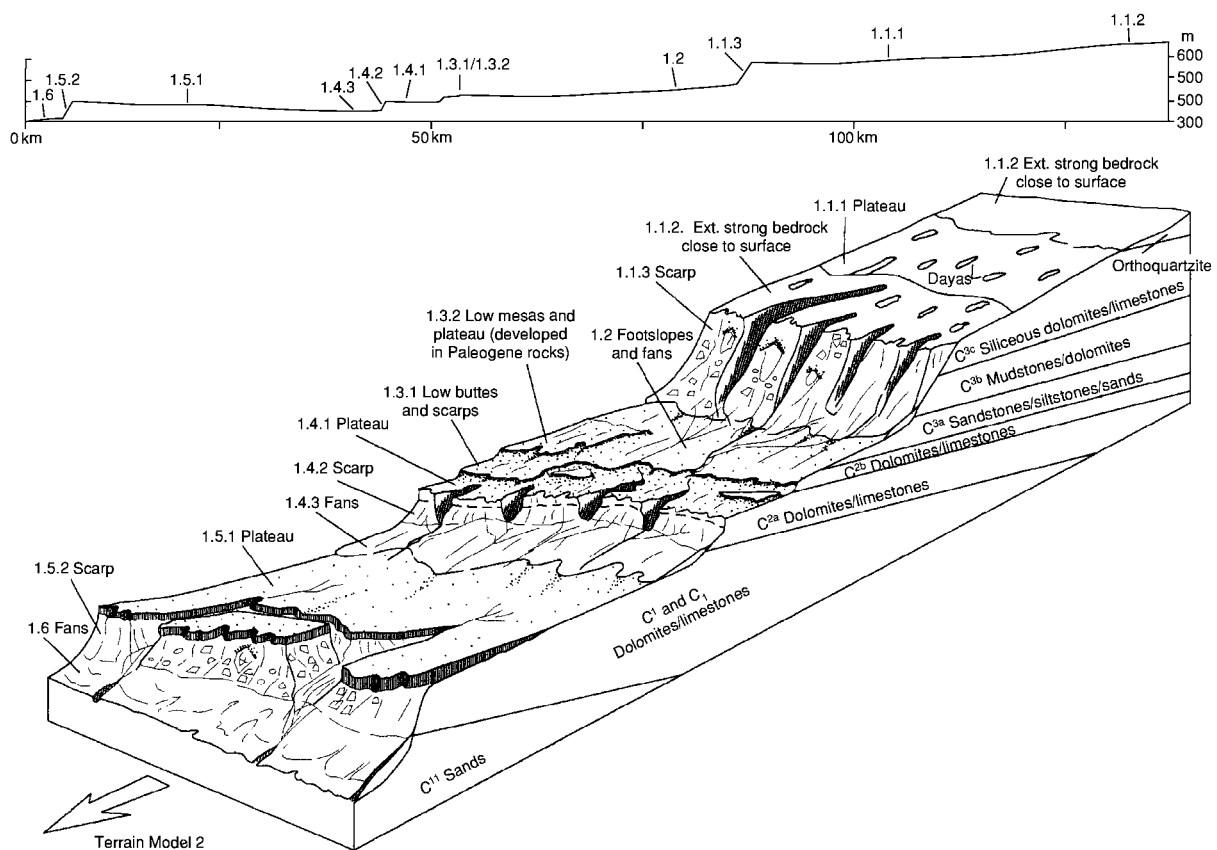 1.1.2
m
1.1.1
1.1.3
600
1.2
1.3.1/1.3.2
500
1.4.1
1.4.2
1.5.2
1.5.1
1.6
1.4.3
500
300
0 km
50 km
100 km
1.1.2 Ext. strong bedrock
close to surface
1.1.1 Plateau
1.1.2. Ext. strong bedrock
close to surface
1.1.3 Scarp
Dayas
Orthoquartzite
1.3.2 Low mesas and
plateau (developed
in Paleogene rocks)
1.2 Footslopes
and fans
C3c Siliceous dolomites/limestones
C3b Mudstones/dolomites
1.3.1 Low buttes
and scarps
C3a Sandstones/siltstones/sands
1.4.1 Plateau
C2b Dolomites/limestones
1.4.2 Scarp
C2a Dolomites/limestones
1.4.3 Fans
1.5.1 Plateau
1.5.2 Scarp
C1 and C1
Dolomites/limestones
1.6 Fans
C11 Sands
Terrain Model 2